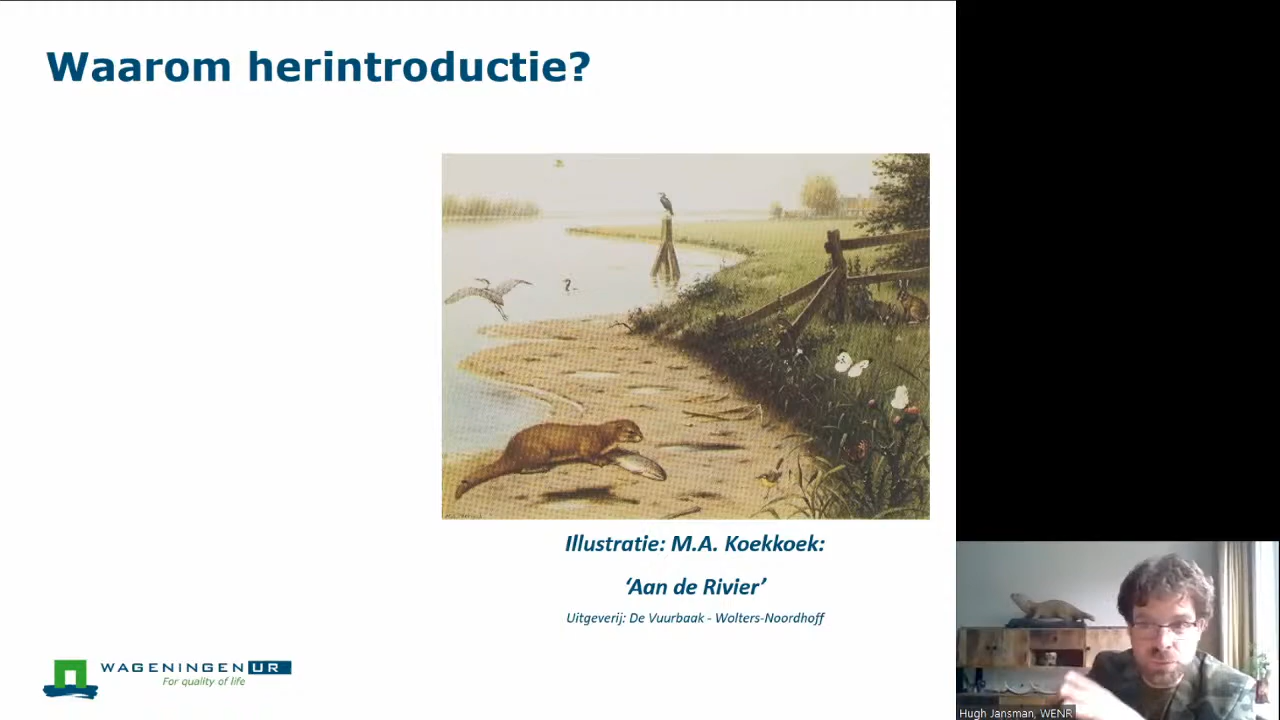 Waarom herintroductie?
Illustratie: M.A. Koekkoek:
‘Aan de Rivier’
Uitgeverij: De Vuurbaak - Wolters-Noordhoff
WAGENINGEN UR
For quality of life
Hugh Jansman, WENR